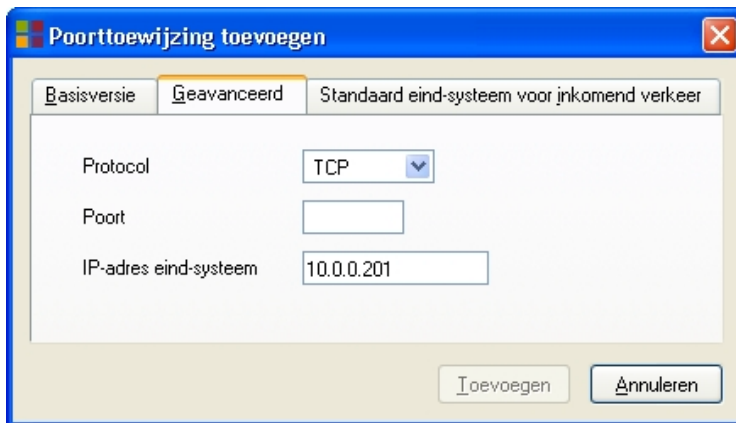 Poorttoewijzing toevoegen
Basisversie Geavanceerd Standaard eind-systeem voor inkomend verkeer
Protocol TCP
Poort
IP-adres eind-systeem 10.0.0.201
Toevoegen Annuleren